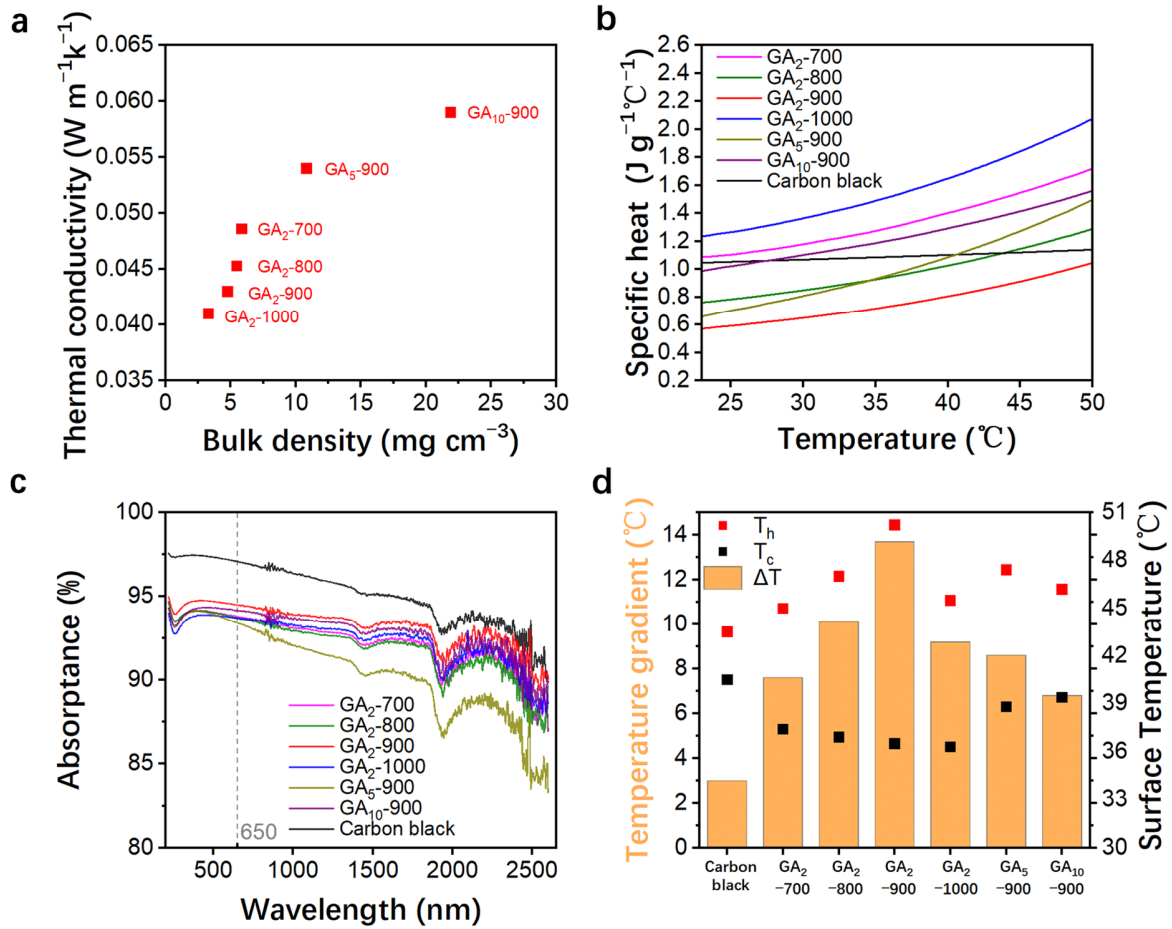 a
Thermal conductivity (W m⁻¹k⁻¹)
0.065
0.060
0.055
0.050
0.045
0.040
0.035
GA₁₀-900
GA₅-900
GA₂-700
GA₂-800
GA₂-900
GA₂-1000
0 5 10 15 20 25 30
Bulk density (mg cm⁻³)
b
Specific heat (J g⁻¹℃⁻¹)
2.6
2.4
2.2
2.0
1.8
1.6
1.4
1.2
1.0
0.8
0.6
0.4
0.2
GA₂-700
GA₂-800
GA₂-900
GA₂-1000
GA₅-900
GA₁₀-900
Carbon black
25 30 35 40 45 50
Temperature (℃)
c
Absorptance (%)
100
95
90
85
80
GA₂-700
GA₂-800
GA₂-900
GA₂-1000
GA₅-900
GA₁₀-900
Carbon black
650
500 1000 1500 2000 2500
Wavelength (nm)
d
Temperature gradient (℃)
14
12
10
8
6
4
2
0
Tₕ
T꜀
ΔT
51
48
45
42
39
36
33
30
Surface Temperature (℃)
Carbon GA₂ GA₂ GA₂ GA₂ GA₅ GA₁₀
black −700 −800 −900 −1000 −900 −900